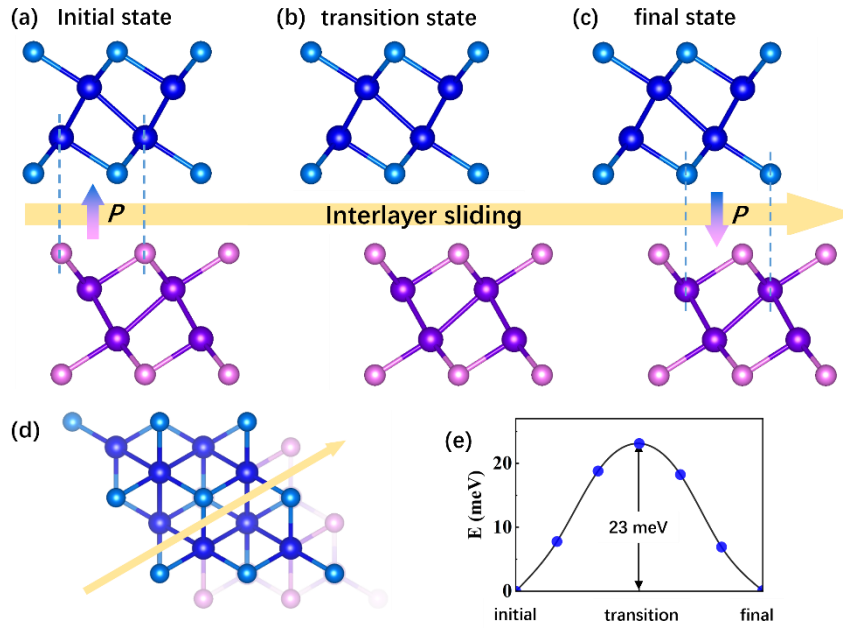 (a) Initial state
(b) transition state
(c) final state
P
Interlayer sliding
P
(d)
(e)
E (meV)
20
10
0
23 meV
initial transition final